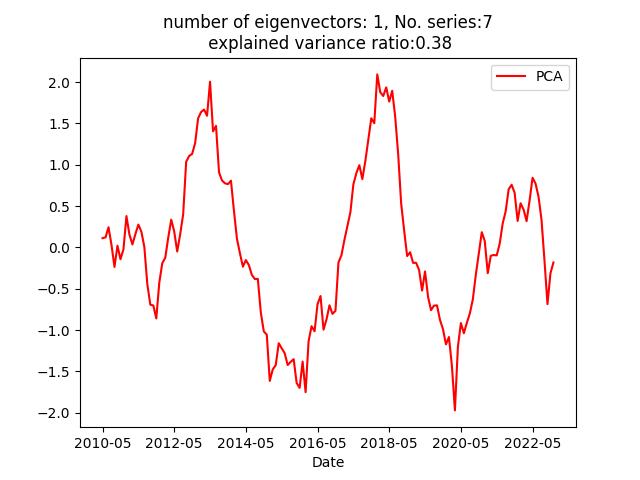 number of eigenvectors: 1, No. series:7
explained variance ratio:0.38
PCA
2.0
1.5
1.0
0.5
0.0
−0.5
−1.0
−1.5
−2.0
2010-05 2012-05 2014-05 2016-05 2018-05 2020-05 2022-05
Date